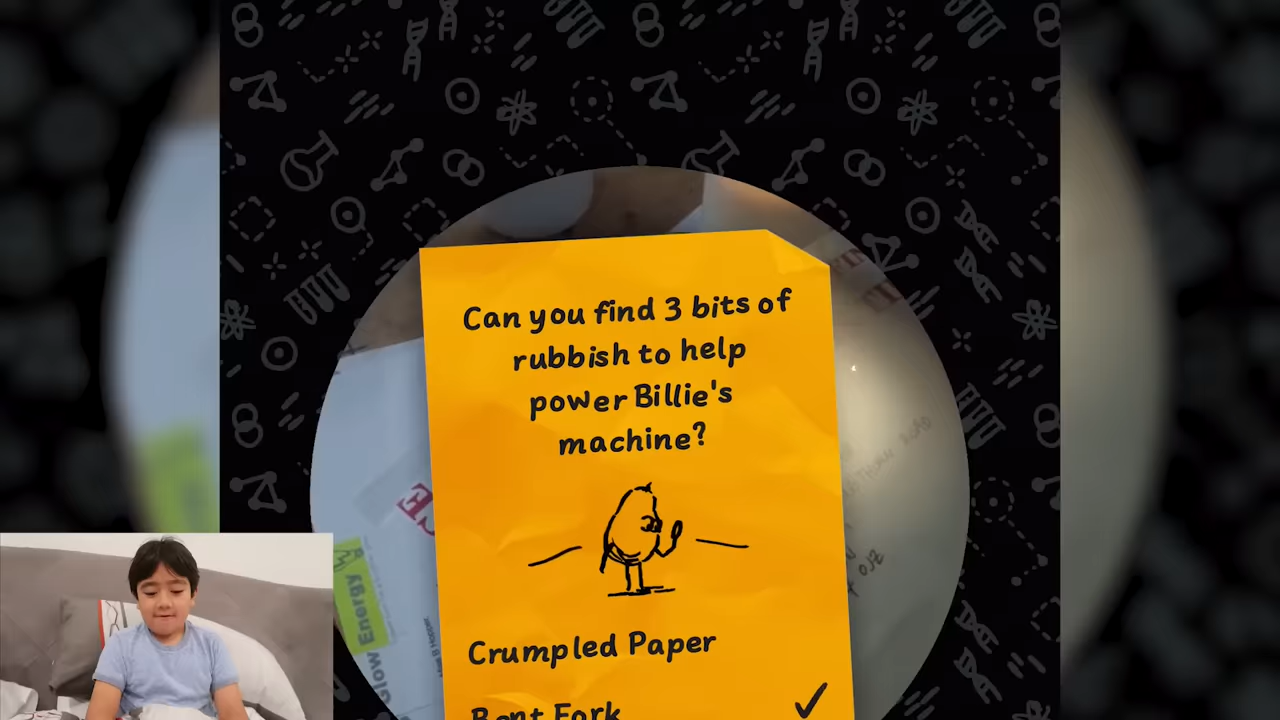 Can you find 3 bits of
rubbish to help
power Billie's
machine?
Crumpled Paper
Bent Fork
Glow Energy